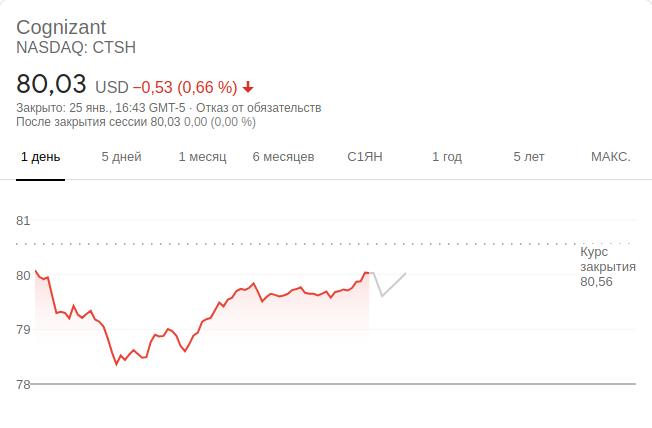 Cognizant
NASDAQ: CTSH
80,03 USD −0,53 (0,66 %)
Закрыто: 25 янв., 16:43 GMT-5 · Отказ от обязательств
После закрытия сессии 80,03 0,00 (0,00 %)
1 день 5 дней 1 месяц 6 месяцев С1ЯН 1 год 5 лет МАКС.
81
Курс
закрытия
80,56
80
79
78